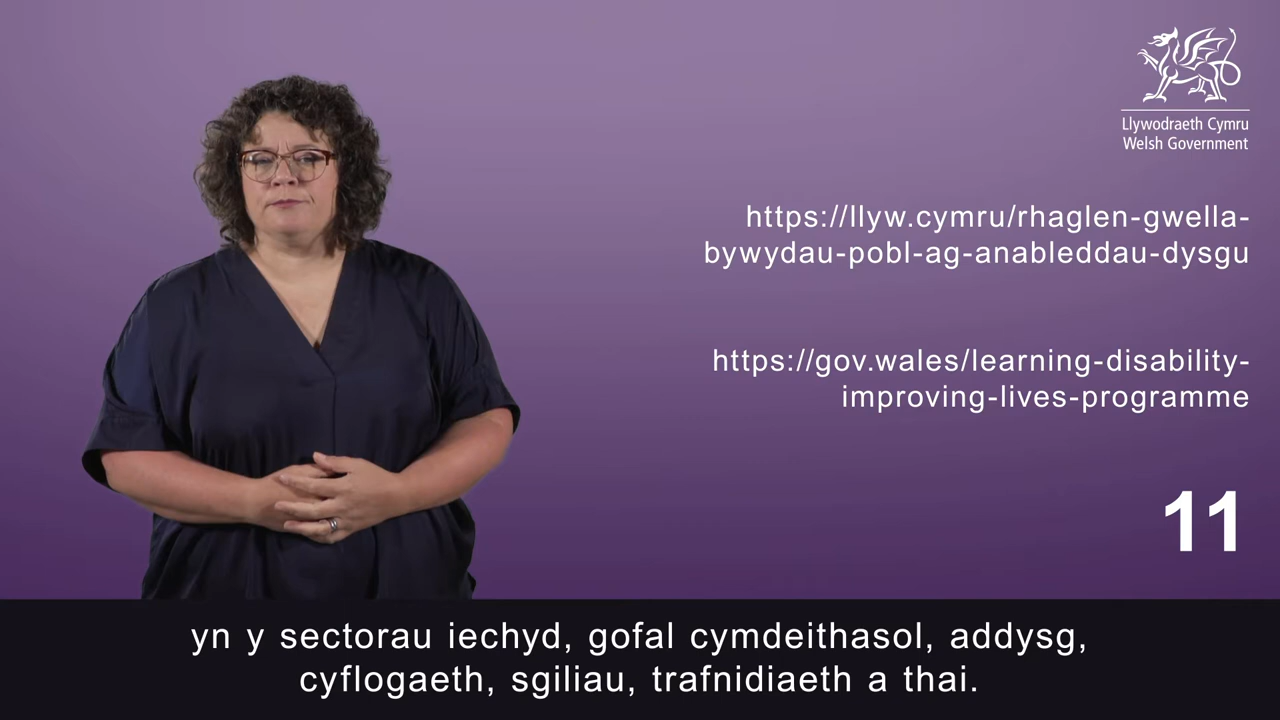 Llywodraeth Cymru
Welsh Government
https://llyw.cymru/rhaglen-gwella-
bywydau-pobl-ag-anableddau-dysgu
https://gov.wales/learning-disability-
improving-lives-programme
11
yn y sectorau iechyd, gofal cymdeithasol, addysg,
cyflogaeth, sgiliau, trafnidiaeth a thai.